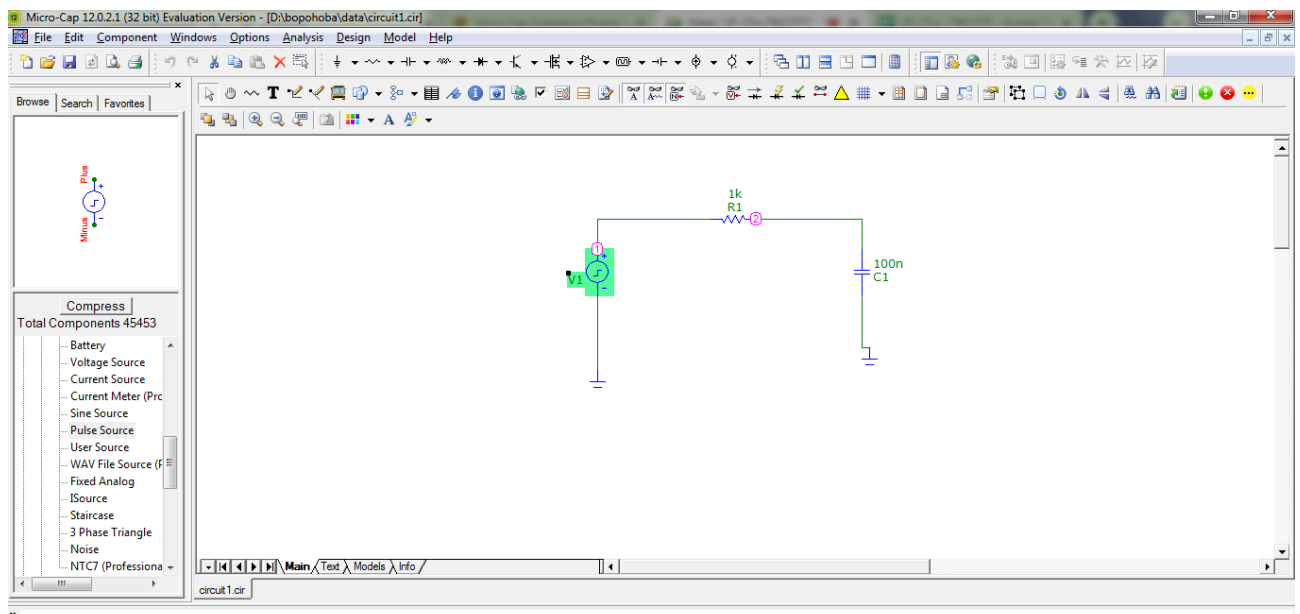 Micro-Cap 12.0.2.1 (32 bit) Evaluation Version - [D:\bopohoba\data\circuit1.cir]
File Edit Component Windows Options Analysis Design Model Help
Browse Search Favorites
Plus
Minus
Compress
Total Components 45453
Battery
Voltage Source
Current Source
Current Meter (Prc
Sine Source
Pulse Source
User Source
WAV File Source (F
Fixed Analog
ISource
Staircase
3 Phase Triangle
Noise
NTC7 (Professiona
1k
R1
2
1
V1
100n
C1
Main Text Models Info
circuit1.cir